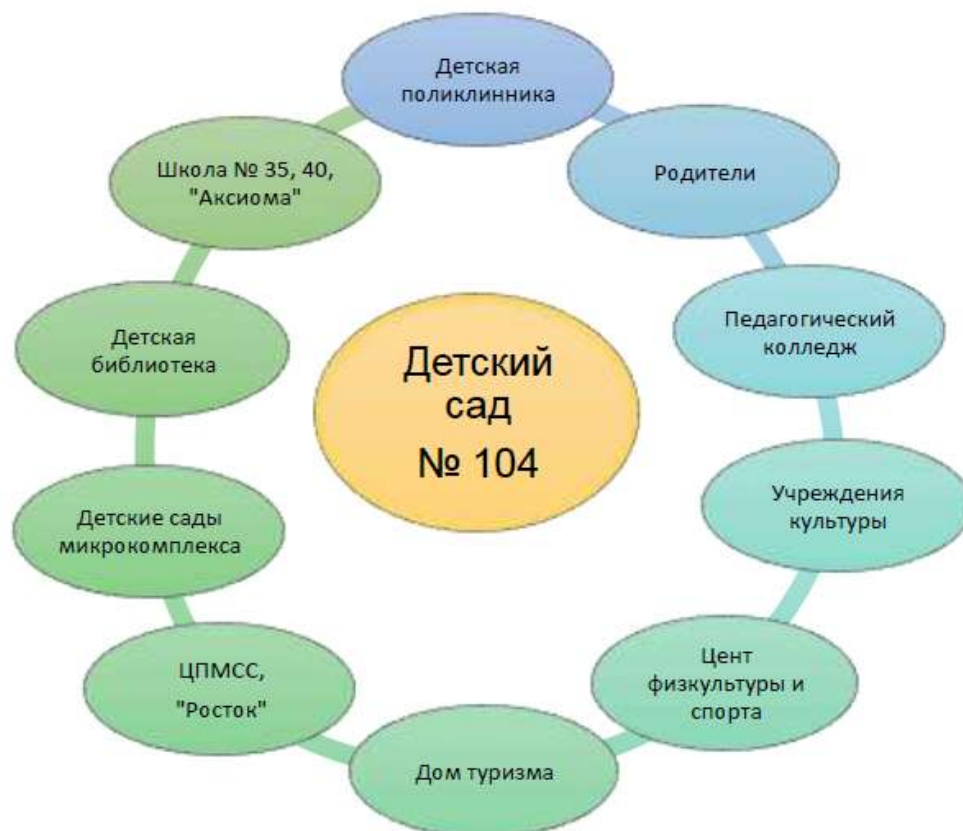 Детская
поликлинника
Родители
Педагогический
колледж
Учреждения
культуры
Цент
физкультуры и
спорта
Дом туризма
ЦПМСС,
"Росток"
Детские сады
микрокомплекса
Детская
библиотека
Школа № 35, 40,
"Аксиома"
Детский
сад
№ 104